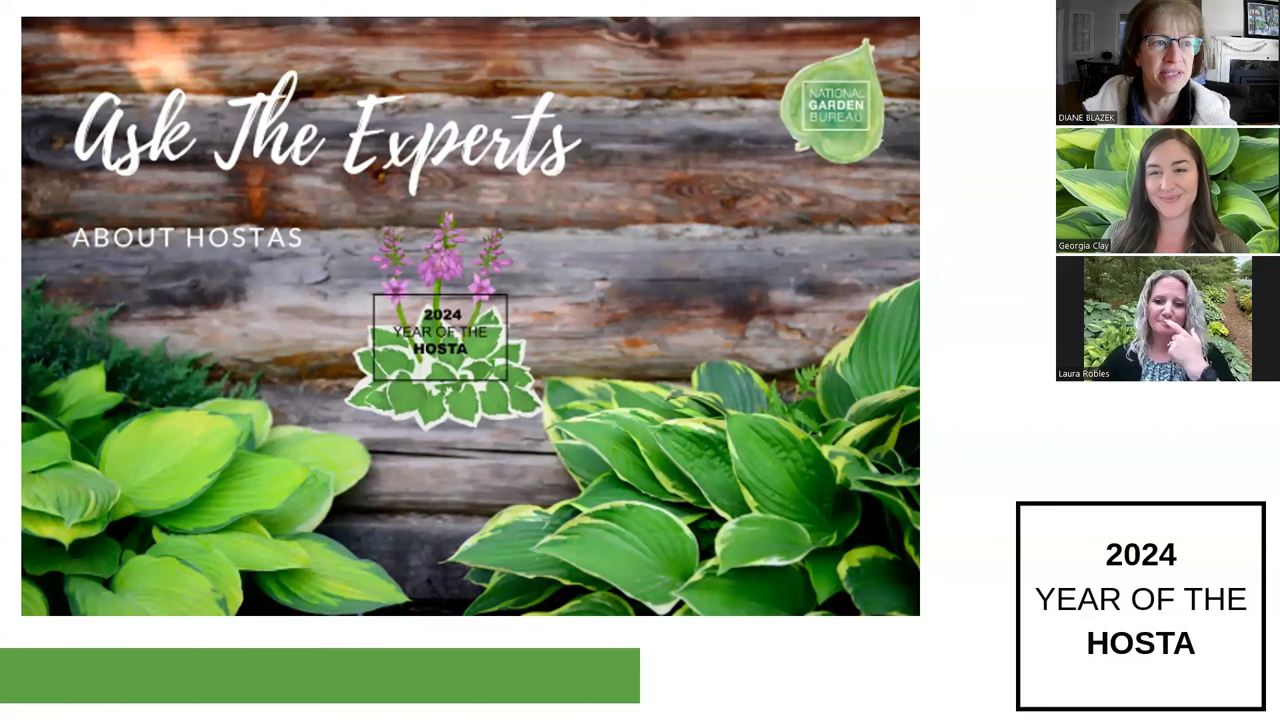 Ask The Experts
ABOUT HOSTAS
NATIONAL
GARDEN
BUREAU
2024
YEAR OF THE
HOSTA
DIANE BLAZEK
Georgia Clay
Laura Robles
2024
YEAR OF THE
HOSTA